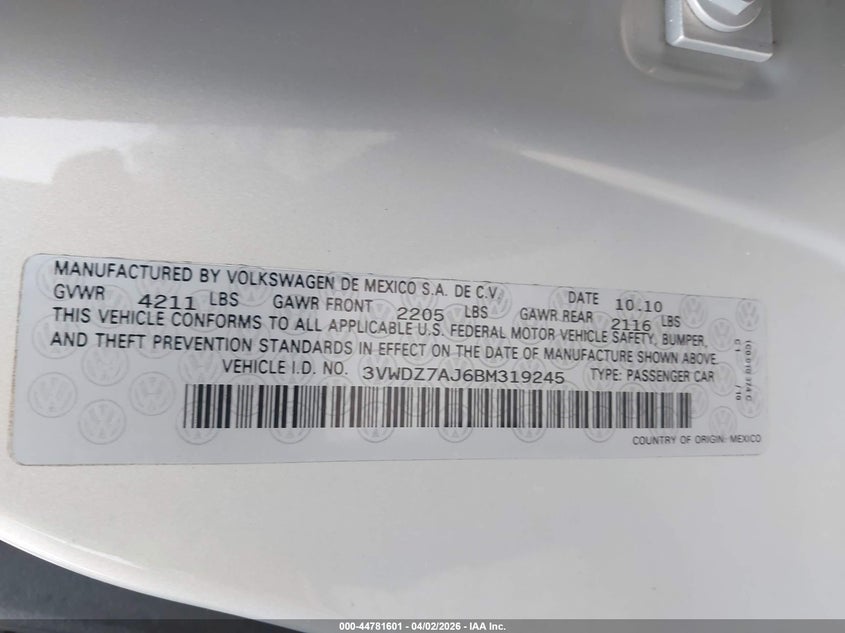 MANUFACTURED BY VOLKSWAGEN DE MEXICO S.A. DE C.V. DATE 10.10
GVWR 4211 LBS GAWR FRONT 2205 LBS GAWR REAR 2116 LBS
THIS VEHICLE CONFORMS TO ALL APPLICABLE U.S. FEDERAL MOTOR VEHICLE SAFETY, BUMPER,
AND THEFT PREVENTION STANDARDS IN EFFECT ON THE DATE OF MANUFACTURE SHOWN ABOVE
VEHICLE I.D. NO. 3VWDZ7AJ6BM319245 TYPE: PASSENGER CAR
COUNTRY OF ORIGIN: MEXICO
000-44781601 - 04/02/2026 - IAA Inc.